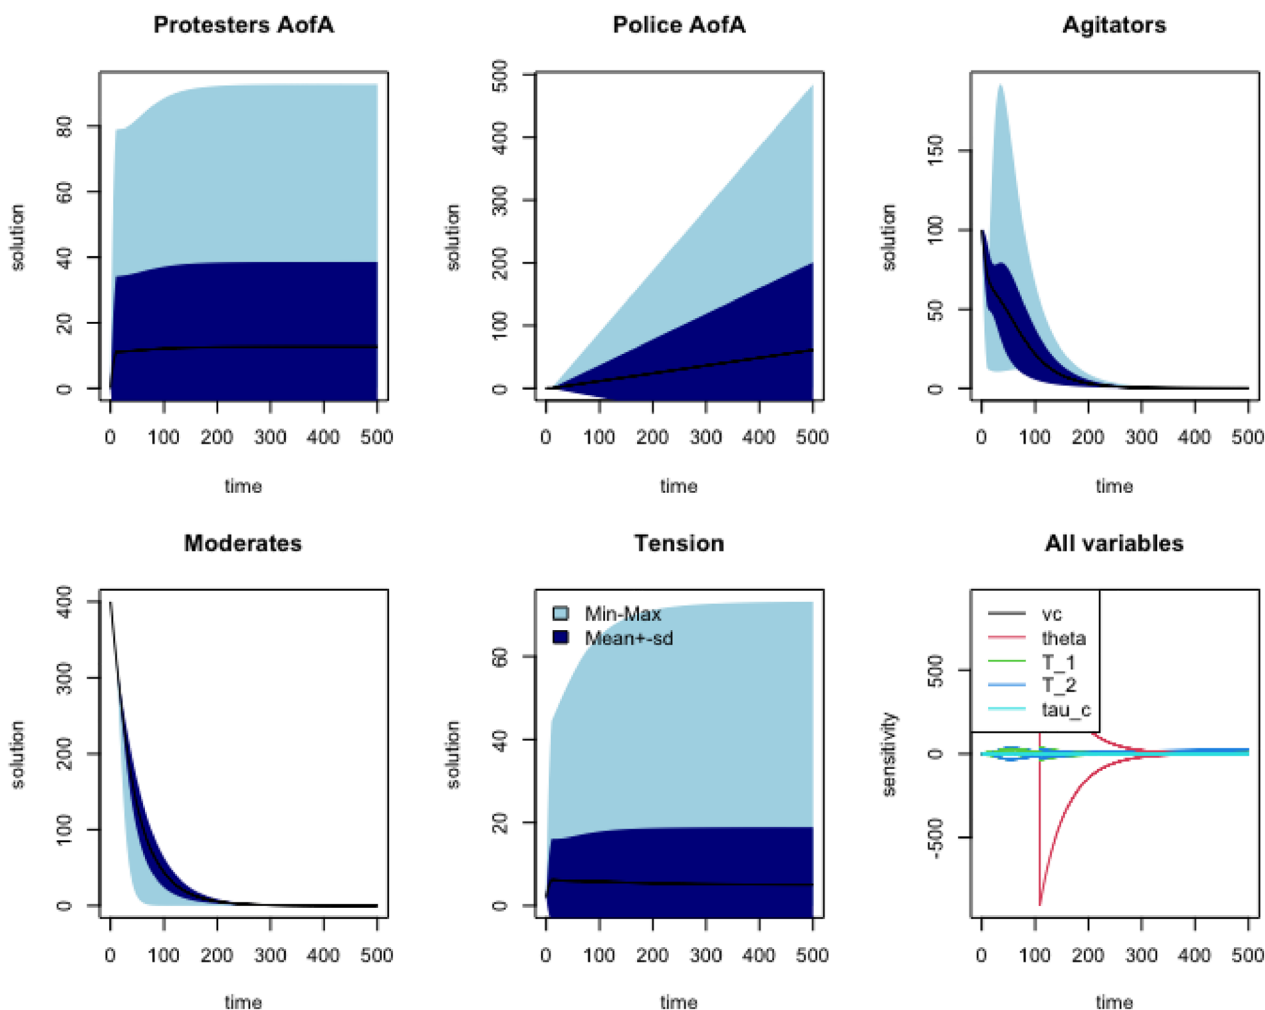 Protesters AofA
solution
80
60
40
20
0
0 100 200 300 400 500
time
Police AofA
solution
500
400
300
200
100
0
0 100 200 300 400 500
time
Agitators
solution
150
100
50
0
0 100 200 300 400 500
time
Moderates
solution
400
300
200
100
0
0 100 200 300 400 500
time
Tension
Min-Max
Mean+-sd
solution
60
40
20
0
0 100 200 300 400 500
time
All variables
vc
theta
T_1
T_2
tau_c
sensitivity
500
0
-500
0 100 200 300 400 500
time